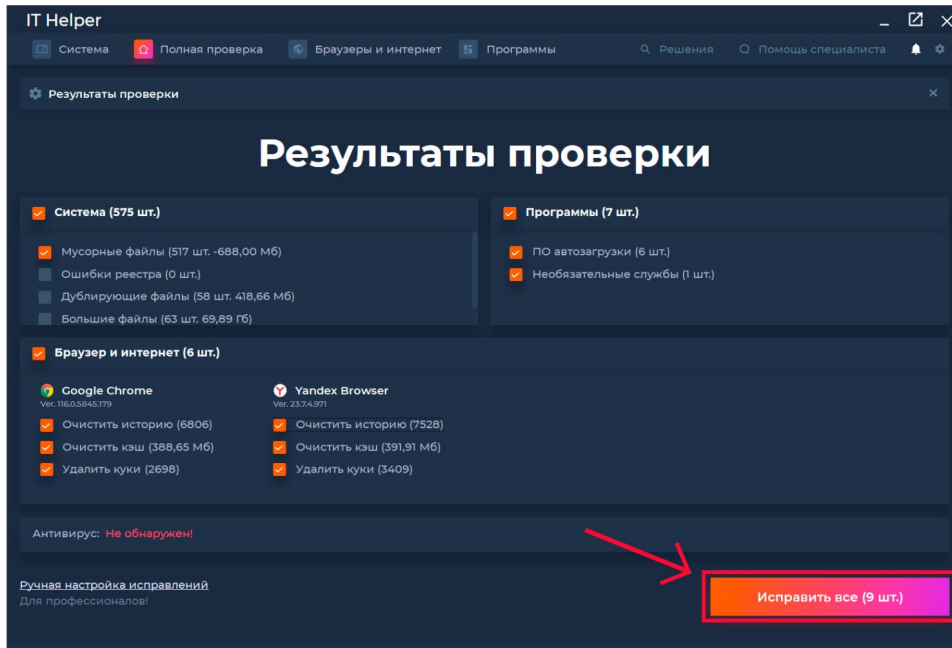 IT Helper
Система Полная проверка Браузеры и интернет Программы Решения Помощь специалиста
Результаты проверки
Результаты проверки
Система (575 шт.)
Мусорные файлы (517 шт. -688,00 Мб)
Ошибки реестра (0 шт.)
Дублирующие файлы (58 шт. 418,66 Мб)
Большие файлы (63 шт. 69,89 Гб)
Программы (7 шт.)
ПО автозагрузки (6 шт.)
Необязательные службы (1 шт.)
Браузер и интернет (6 шт.)
Google Chrome
Ver. 116.0.5845.179
Очистить историю (6806)
Очистить кэш (388,65 Мб)
Удалить куки (2698)
Yandex Browser
Ver. 23.7.4.971
Очистить историю (7528)
Очистить кэш (391,91 Мб)
Удалить куки (3409)
Антивирус: Не обнаружен!
Ручная настройка исправлений
Для профессионалов!
Исправить все (9 шт.)